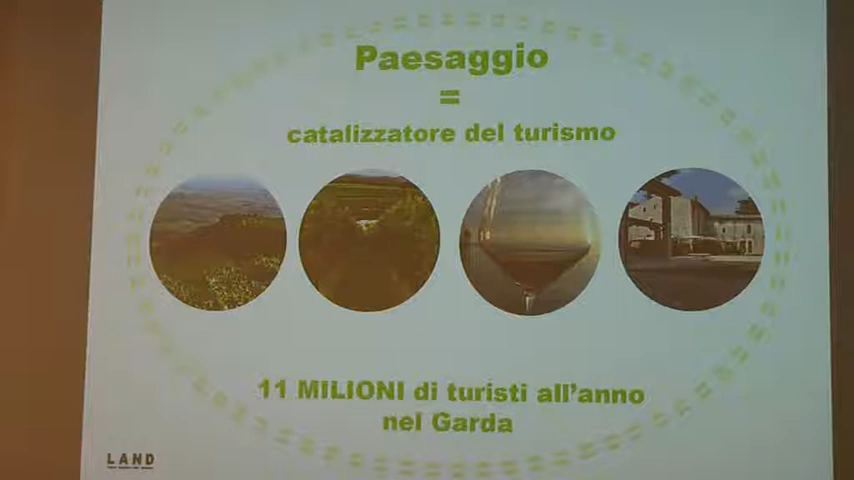 Paesaggio
=
catalizzatore del turismo
11 MILIONI di turisti all'anno
nel Garda
LAND